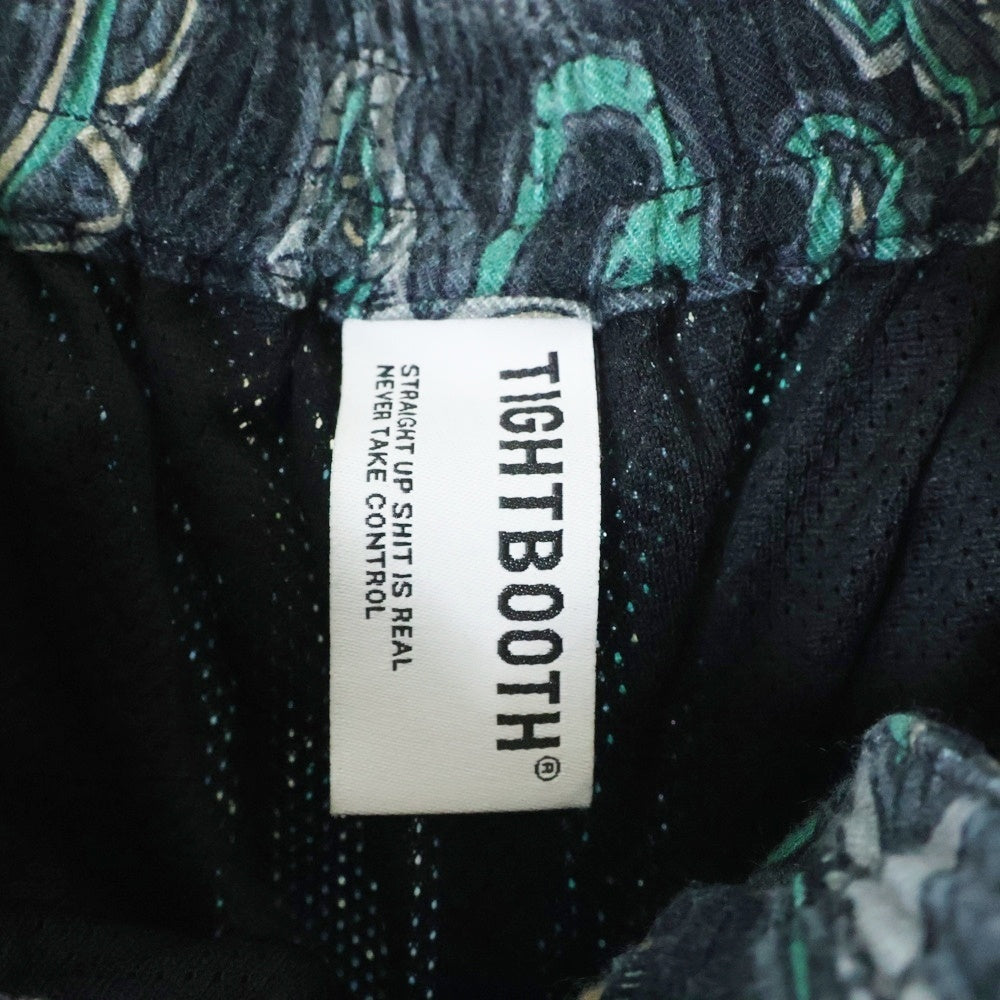 TIGHTBOOTH®
STRAIGHT UP SHIT IS REAL
NEVER TAKE CONTROL